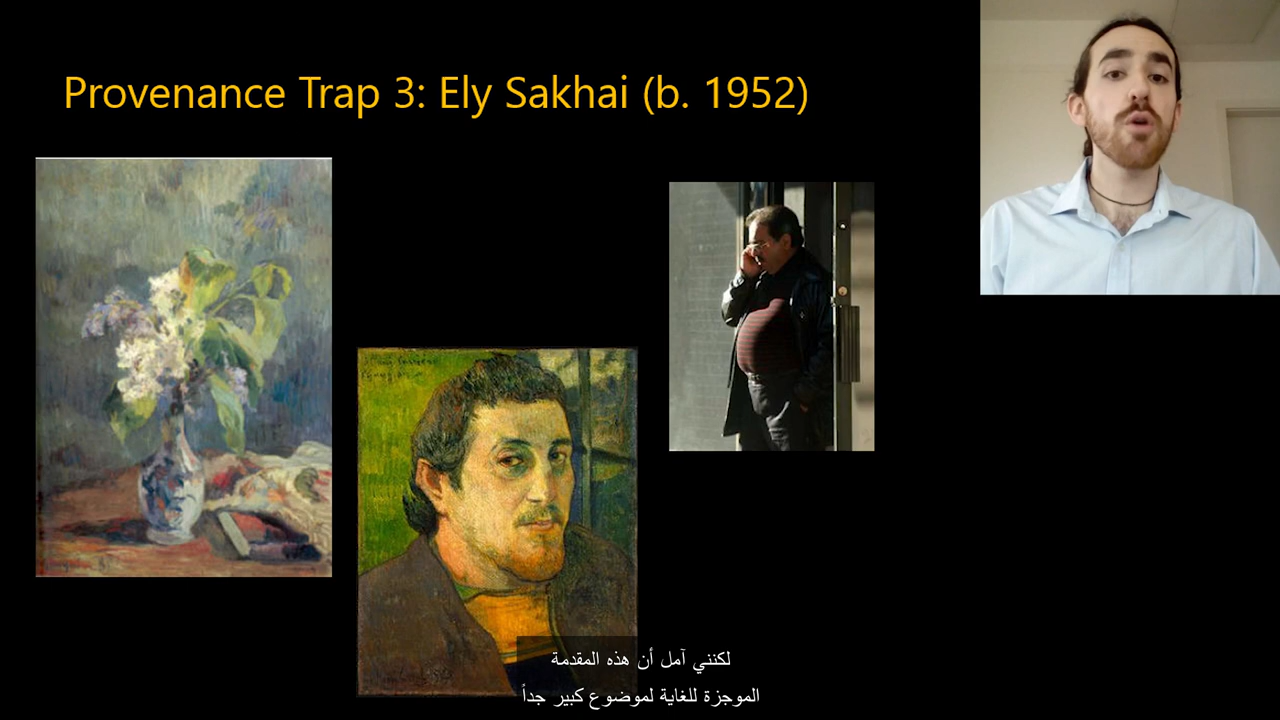 Provenance Trap 3: Ely Sakhai (b. 1952)
لكنني آمل أن هذه المقدمة
الموجزة للغاية لموضوع كبير جداً